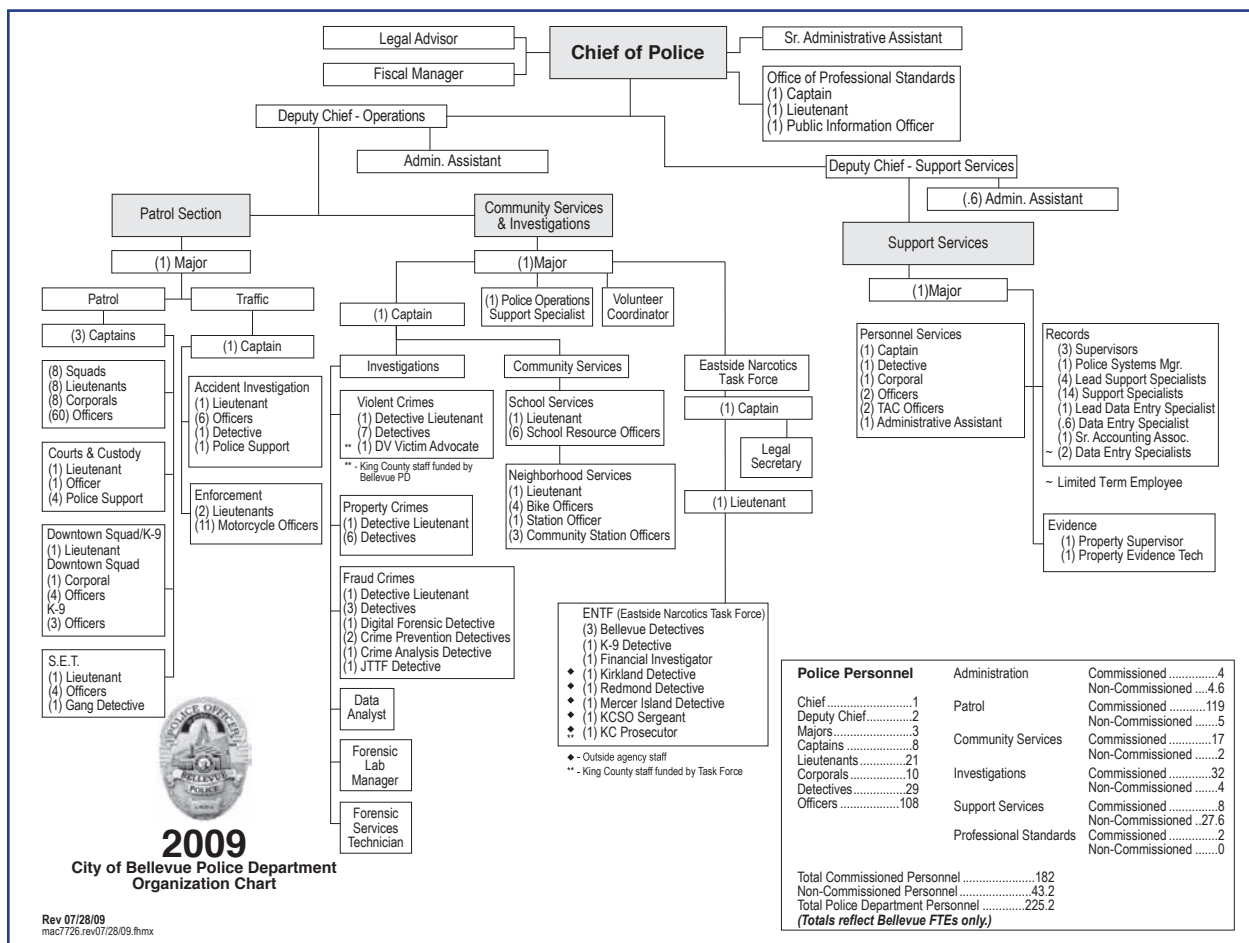 Legal Advisor
Fiscal Manager
Chief of Police
Sr. Administrative Assistant
Office of Professional Standards
(1) Captain
(1) Lieutenant
(1) Public Information Officer
Deputy Chief - Operations
Admin. Assistant
Deputy Chief - Support Services
(.6) Admin. Assistant
Patrol Section
Community Services
& Investigations
Support Services
(1) Major
(1)Major
(1)Major
Patrol
Traffic
(3) Captains
(1) Captain
(8) Squads
(8) Lieutenants
(8) Corporals
(60) Officers
Courts & Custody
(1) Lieutenant
(1) Officer
(4) Police Support
Downtown Squad/K-9
(1) Lieutenant
Downtown Squad
(1) Corporal
(4) Officers
K-9
(3) Officers
S.E.T.
(1) Lieutenant
(4) Officers
(1) Gang Detective
Accident Investigation
(1) Lieutenant
(6) Officers
(1) Detective
(1) Police Support
Enforcement
(2) Lieutenants
(11) Motorcycle Officers
(1) Captain
(1) Police Operations
Support Specialist
Volunteer
Coordinator
Investigations
Violent Crimes
(1) Detective Lieutenant
(7) Detectives
** (1) DV Victim Advocate
** - King County staff funded by
Bellevue PD
Property Crimes
(1) Detective Lieutenant
(6) Detectives
Fraud Crimes
(1) Detective Lieutenant
(3) Detectives
(1) Digital Forensic Detective
(2) Crime Prevention Detectives
(1) Crime Analysis Detective
(1) JTTF Detective
Data
Analyst
Forensic
Lab
Manager
Forensic
Services
Technician
Community Services
School Services
(1) Lieutenant
(6) School Resource Officers
Neighborhood Services
(1) Lieutenant
(4) Bike Officers
(1) Station Officer
(3) Community Station Officers
Eastside Narcotics
Task Force
(1) Captain
Legal
Secretary
(1) Lieutenant
ENTF (Eastside Narcotics Task Force)
(3) Bellevue Detectives
(1) K-9 Detective
(1) Financial Investigator
◆ (1) Kirkland Detective
◆ (1) Redmond Detective
◆ (1) Mercer Island Detective
◆ (1) KCSO Sergeant
◆ ** (1) KC Prosecutor
◆ - Outside agency staff
** - King County staff funded by Task Force
Personnel Services
(1) Captain
(1) Detective
(1) Corporal
(2) Officers
(2) TAC Officers
(1) Administrative Assistant
Records
(3) Supervisors
(1) Police Systems Mgr.
(4) Lead Support Specialists
(14) Support Specialists
(1) Lead Data Entry Specialist
(.6) Data Entry Specialist
(1) Sr. Accounting Assoc.
~ (2) Data Entry Specialists
~ Limited Term Employee
Evidence
(1) Property Supervisor
(1) Property Evidence Tech
POLICE OFFICER
BELLEVUE
POLICE
2009
City of Bellevue Police Department
Organization Chart
Rev 07/28/09
mac7726.rev07/28/09.fhmx
Police Personnel
Chief.....................1
Deputy Chief.......2
Majors...................3
Captains ..............8
Lieutenants..........21
Corporals.............10
Detectives............29
Officers ...............108
Administration Commissioned ..............4
Non-Commissioned ....4.6
Patrol Commissioned ...........119
Non-Commissioned .......5
Community Services Commissioned.............17
Non-Commissioned .......2
Investigations Commissioned.............32
Non-Commissioned .......4
Support Services Commissioned ..............8
Non-Commissioned ..27.6
Professional Standards Commissioned ..............2
Non-Commissioned.......0
Total Commissioned Personnel ......................182
Non-Commissioned Personnel.....................43.2
Total Police Department Personnel .............225.2
(Totals reflect Bellevue FTEs only.)